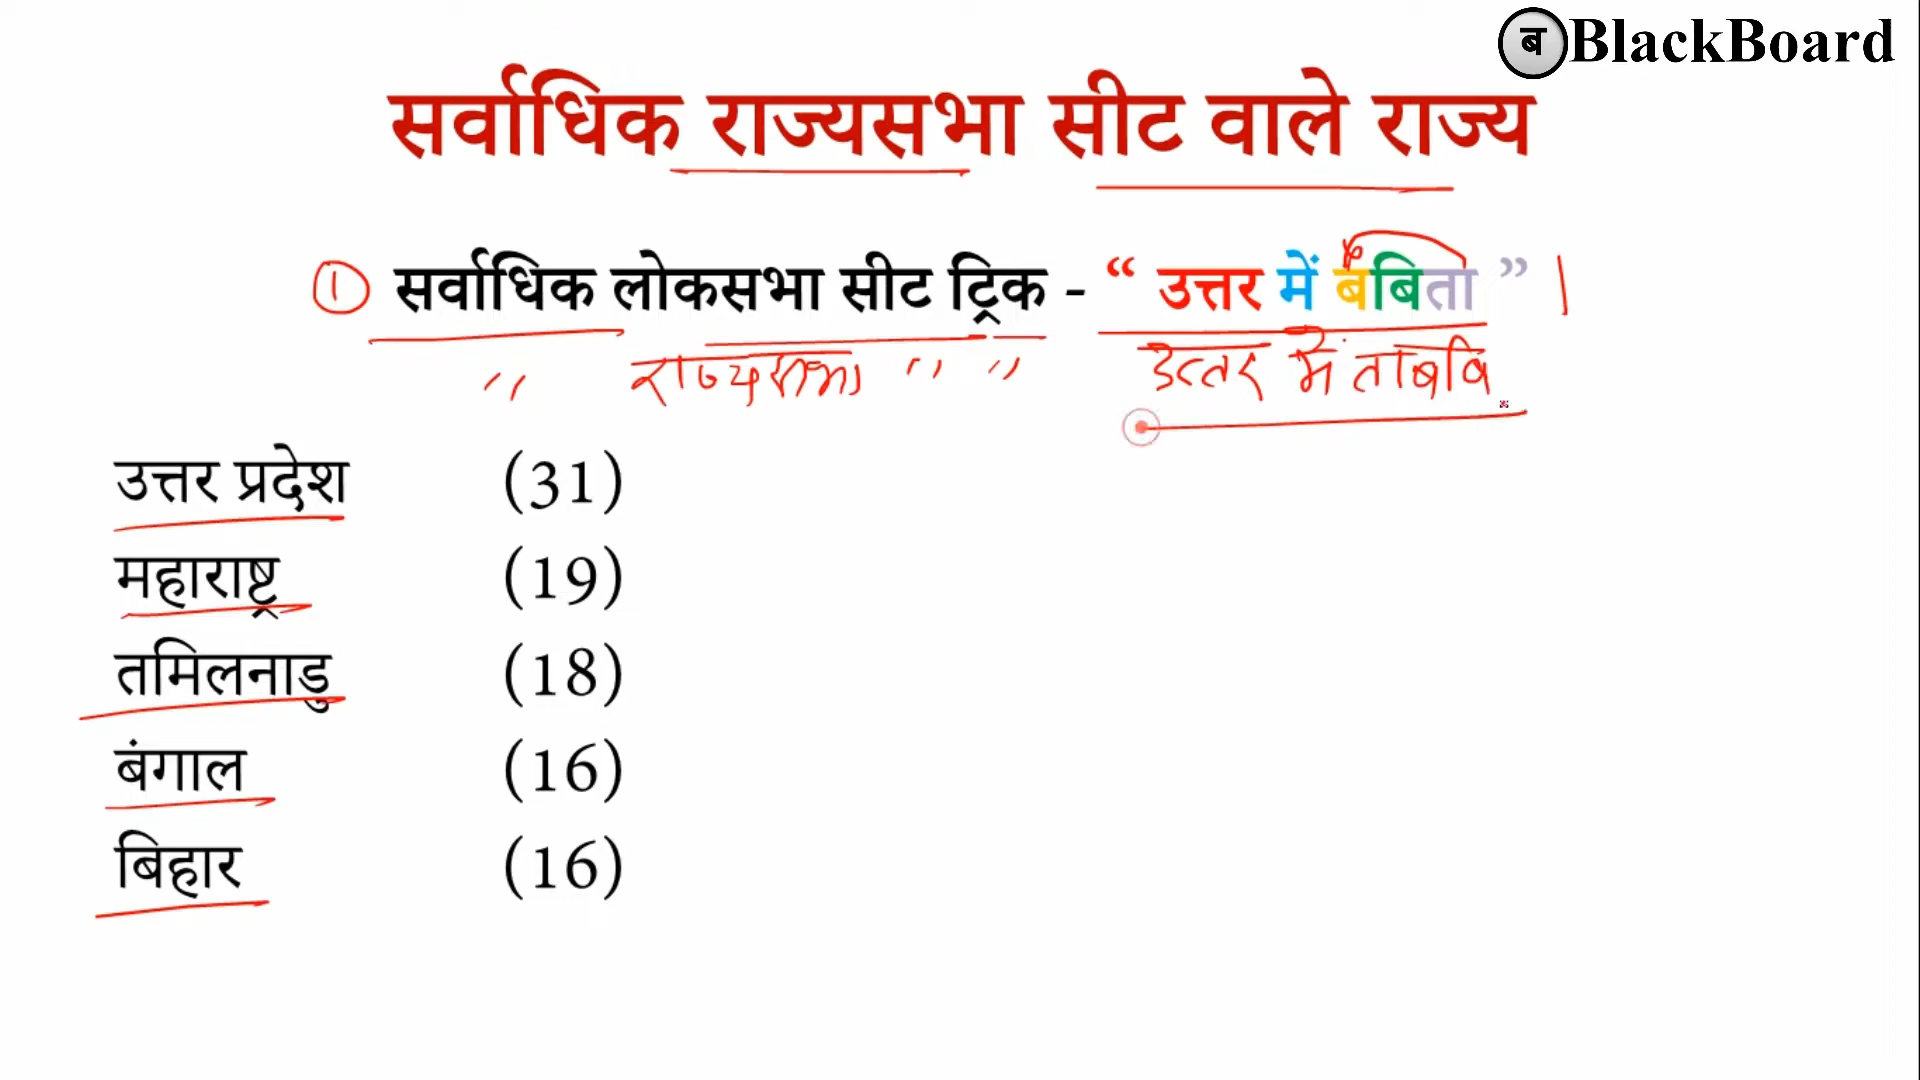 ब BlackBoard
सर्वाधिक राज्यसभा सीट वाले राज्य
① सर्वाधिक लोकसभा सीट ट्रिक - “ उत्तर में बबिता ” |
" राज्यसभा " " उत्तर में ताबबि
उत्तर प्रदेश (31)
महाराष्ट्र (19)
तमिलनाडु (18)
बंगाल (16)
बिहार (16)